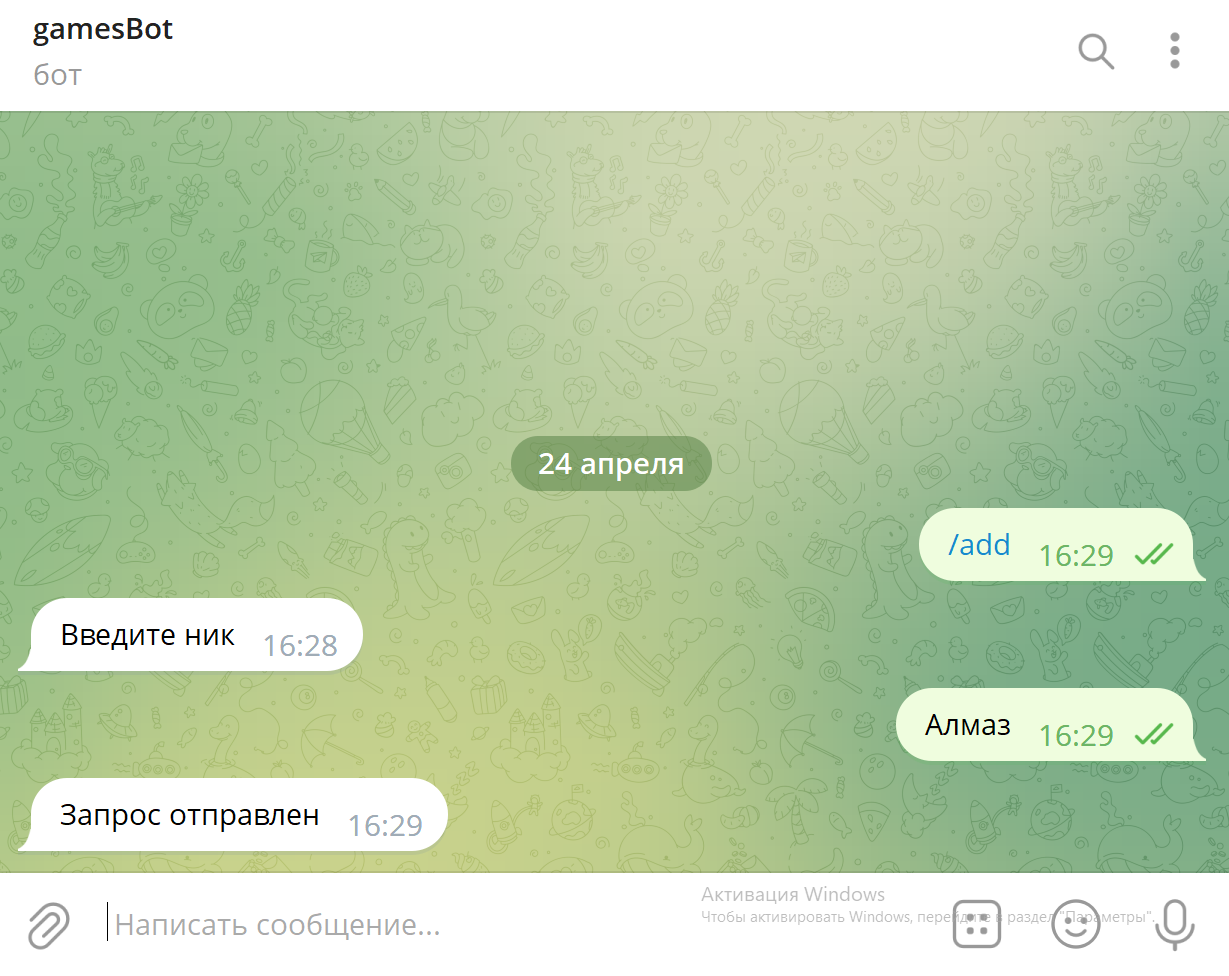 gamesBot
бот
24 апреля
/add 16:29
Введите ник 16:28
Алмаз 16:29
Запрос отправлен 16:29
Активация Windows
Написать сообщение...
Чтобы активировать Windows, перейдите в раздел "Параметры".